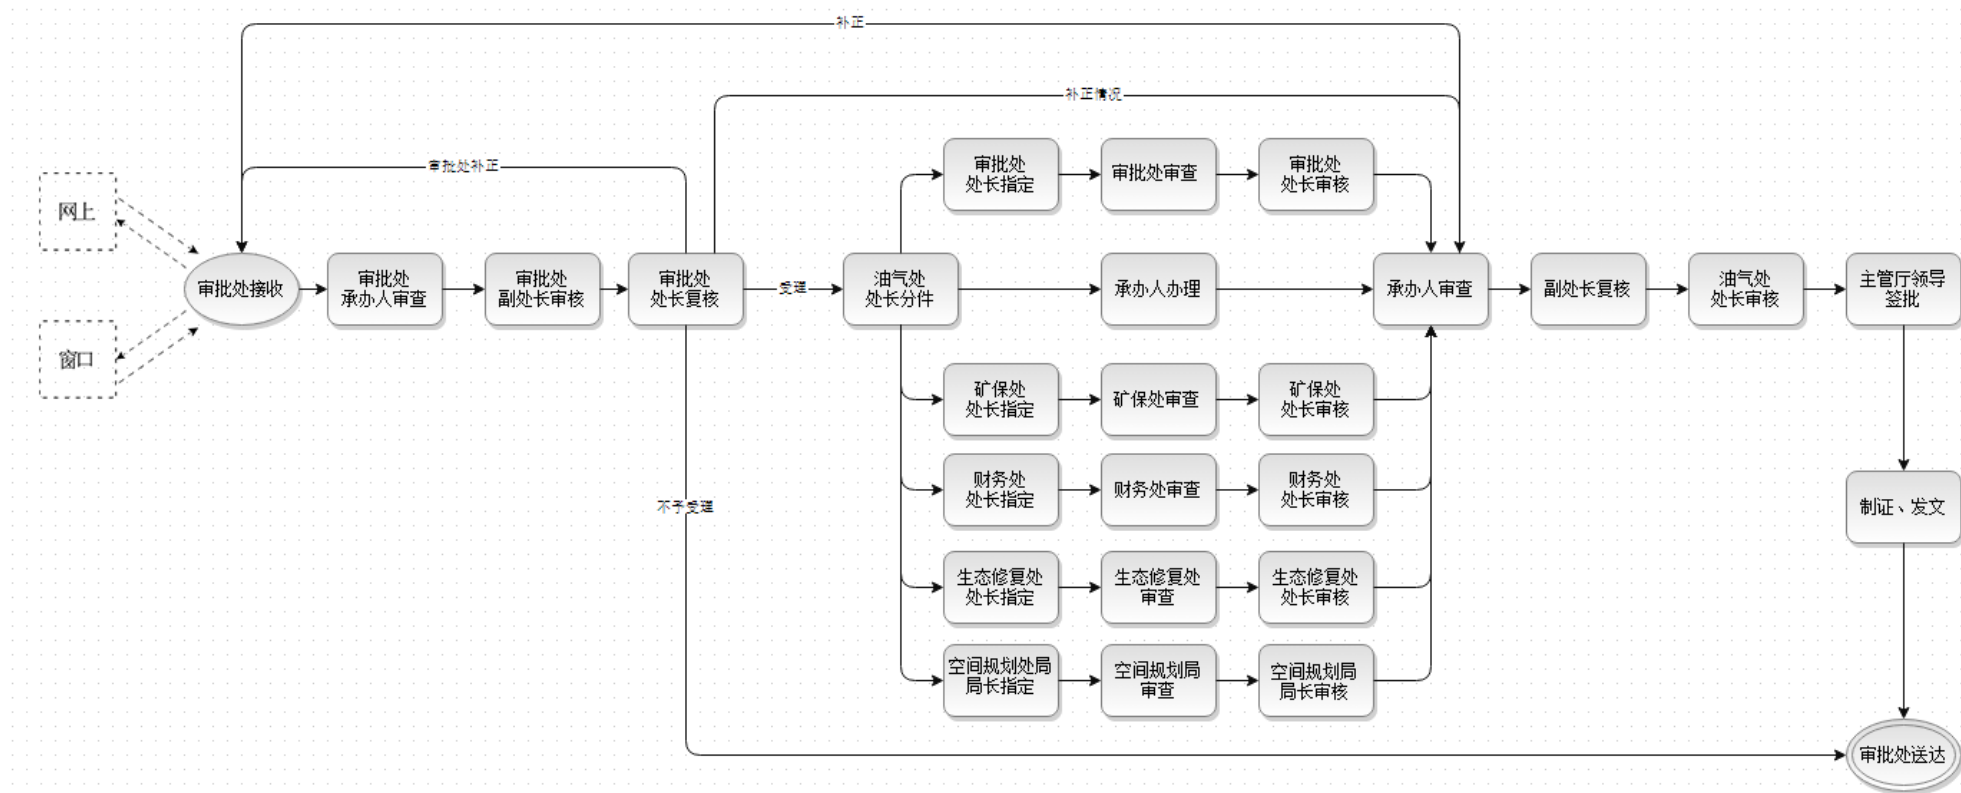 补正
补正情况
审批处补正
审批处
处长指定
审批处审查
审批处
处长审核
网上
窗口
审批处接收
审批处
承办人审查
审批处
副处长审核
审批处
处长复核
受理
油气处
处长分件
承办人办理
承办人审查
副处长复核
油气处
处长审核
主管厅领导
签批
矿保处
处长指定
矿保处审查
矿保处
处长审核
财务处
处长指定
财务处审查
财务处
处长审核
不予受理
制证、发文
生态修复处
处长指定
生态修复处
审查
生态修复处
处长审核
空间规划处局
局长指定
空间规划局
审查
空间规划局
局长审核
审批处送达